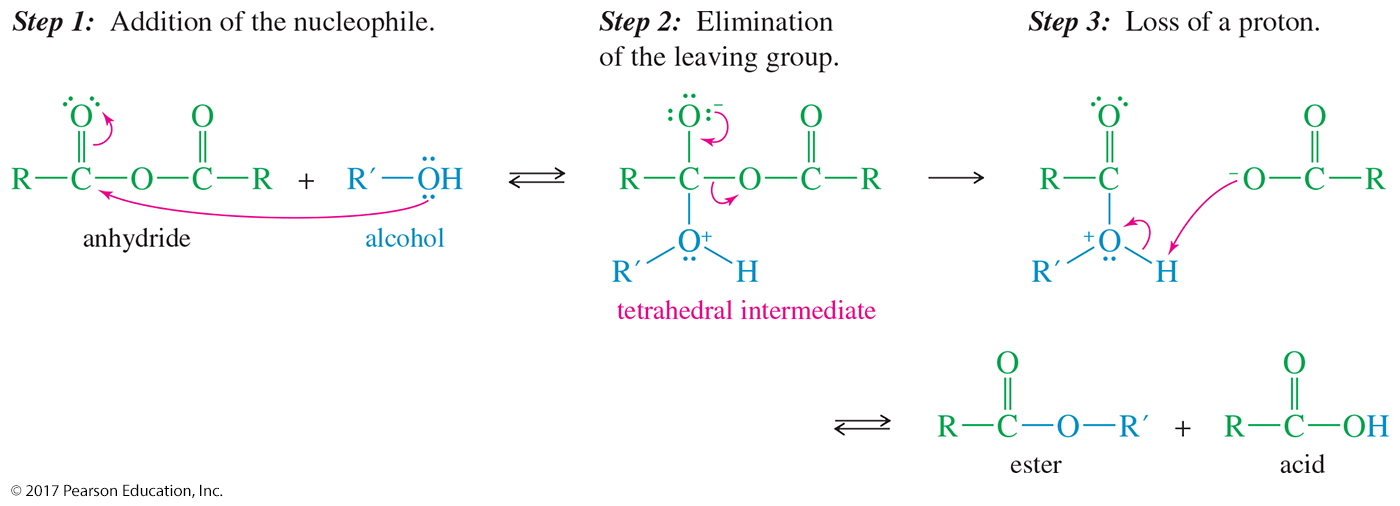 Step 1: Addition of the nucleophile.
Step 2: Elimination
of the leaving group.
Step 3: Loss of a proton.
O O
R—C—O—C—R + R′—OH
anhydride alcohol
O⁻ O
R—C—O—C—R
O+
R′ H
tetrahedral intermediate
O O
R—C ⁻O—C—R
+O
R′ H
O O
R—C—O—R′ + R—C—OH
ester acid
© 2017 Pearson Education, Inc.